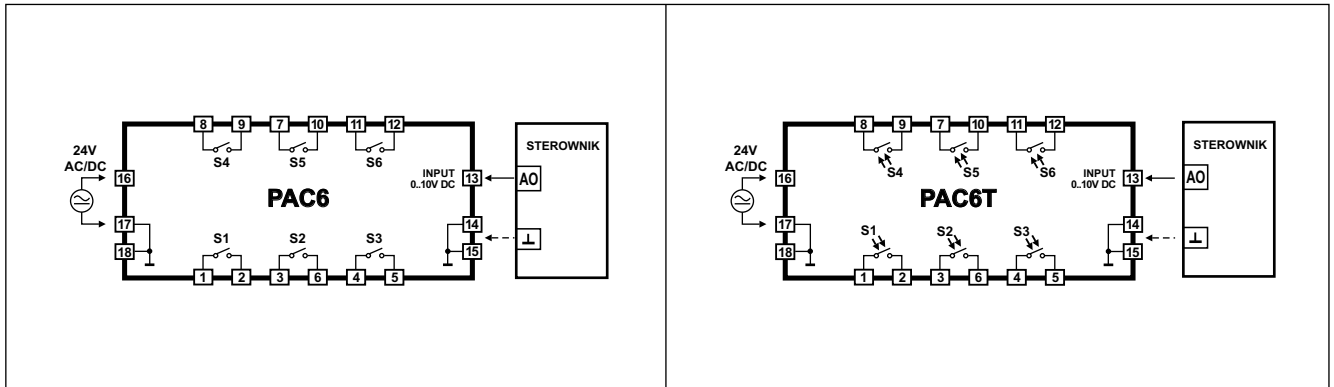 8 9 7 10 11 12
S4 S5 S6
24V
AC/DC
16
17
18
PAC6
INPUT
0..10V DC
13
14
15
STEROWNIK
AO
S1 S2 S3
1 2 3 6 4 5
8 9 7 10 11 12
S4 S5 S6
24V
AC/DC
16
17
18
PAC6T
INPUT
0..10V DC
13
14
15
STEROWNIK
AO
S1 S2 S3
1 2 3 6 4 5